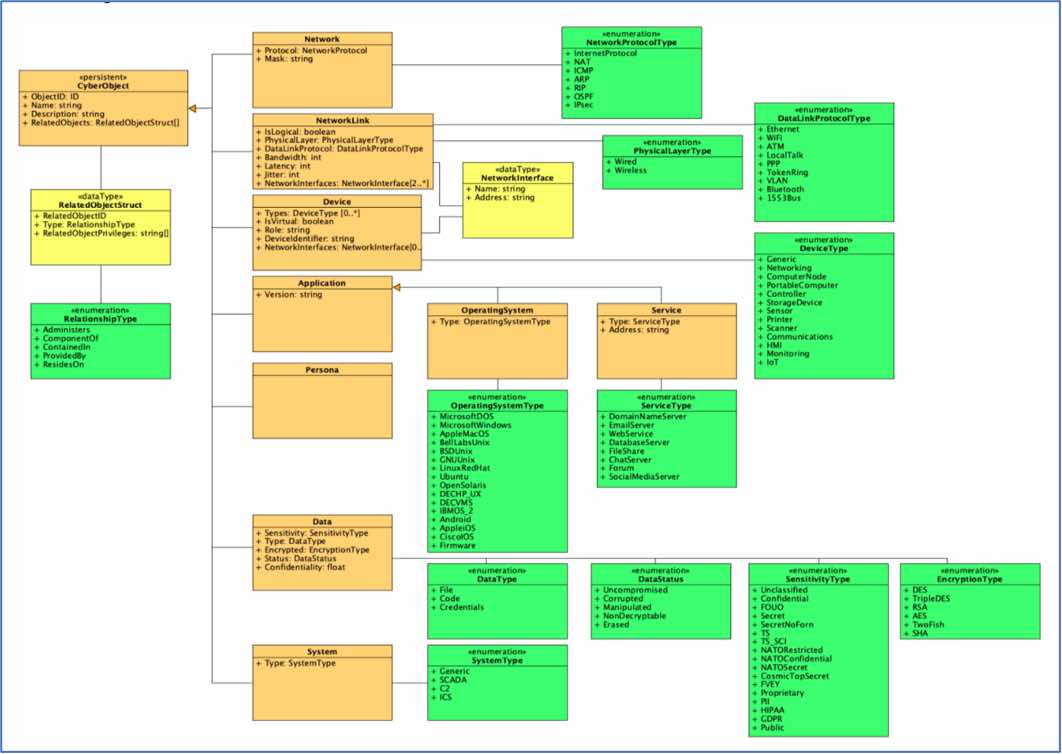 «persistent»
CyberObject
+ ObjectID: ID
+ Name: string
+ Description: string
+ RelatedObjects: RelatedObjectStruct[]
«dataType»
RelatedObjectStruct
+ RelatedObjectID
+ Type: RelationshipType
+ RelatedObjectPrivileges: string[]
«enumeration»
RelationshipType
+ Administers
+ ComponentOf
+ ContainedIn
+ ProvidedBy
+ ResidesOn
Network
+ Protocol: NetworkProtocol
+ Mask: string
«enumeration»
NetworkProtocolType
+ InternetProtocol
+ NAT
+ ICMP
+ ARP
+ RIP
+ OSPF
+ IPsec
NetworkLink
+ IsLogical: boolean
+ PhysicalLayer: PhysicalLayerType
+ DataLinkProtocol: DataLinkProtocolType
+ Bandwidth: int
+ Latency: int
+ Jitter: int
+ NetworkInterfaces: NetworkInterface[2..*]
«enumeration»
DataLinkProtocolType
+ Ethernet
+ WiFi
+ ATM
+ LocalTalk
+ PPP
+ TokenRing
+ VLAN
+ Bluetooth
+ 1553Bus
«enumeration»
PhysicalLayerType
+ Wired
+ Wireless
«dataType»
NetworkInterface
+ Name: string
+ Address: string
Device
+ Types: DeviceType [0..*]
+ IsVirtual: boolean
+ Role: string
+ DeviceIdentifier: string
+ NetworkInterfaces: NetworkInterface[0..
«enumeration»
DeviceType
+ Generic
+ Networking
+ ComputerNode
+ PortableComputer
+ Controller
+ StorageDevice
+ Sensor
+ Printer
+ Scanner
+ Communications
+ HMI
+ Monitoring
+ IoT
Application
+ Version: string
OperatingSystem
+ Type: OperatingSystemType
Service
+ Type: ServiceType
+ Address: string
Persona
«enumeration»
OperatingSystemType
+ MicrosoftDOS
+ MicrosoftWindows
+ AppleMacOS
+ BellLabsUnix
+ BSDUnix
+ GNUUnix
+ LinuxRedHat
+ Ubuntu
+ OpenSolaris
+ DECHP_UX
+ DECVMS
+ IBMOS_2
+ Android
+ AppleiOS
+ CiscoIOS
+ Firmware
«enumeration»
ServiceType
+ DomainNameServer
+ EmailServer
+ WebService
+ DatabaseServer
+ FileShare
+ ChatServer
+ Forum
+ SocialMediaServer
Data
+ Sensitivity: SensitivityType
+ Type: DataType
+ Encrypted: EncryptionType
+ Status: DataStatus
+ Confidentiality: float
«enumeration»
DataType
+ File
+ Code
+ Credentials
«enumeration»
DataStatus
+ Uncompromised
+ Corrupted
+ Manipulated
+ NonDecryptable
+ Erased
«enumeration»
SensitivityType
+ Unclassified
+ Confidential
+ FOUO
+ Secret
+ SecretNoForn
+ TS
+ TS_SCI
+ NATORestricted
+ NATOConfidential
+ NATOSecret
+ CosmicTopSecret
+ FVEY
+ Proprietary
+ PII
+ HIPAA
+ GDPR
+ Public
«enumeration»
EncryptionType
+ DES
+ TripleDES
+ RSA
+ AES
+ TwoFish
+ SHA
System
+ Type: SystemType
«enumeration»
SystemType
+ Generic
+ SCADA
+ C2
+ ICS